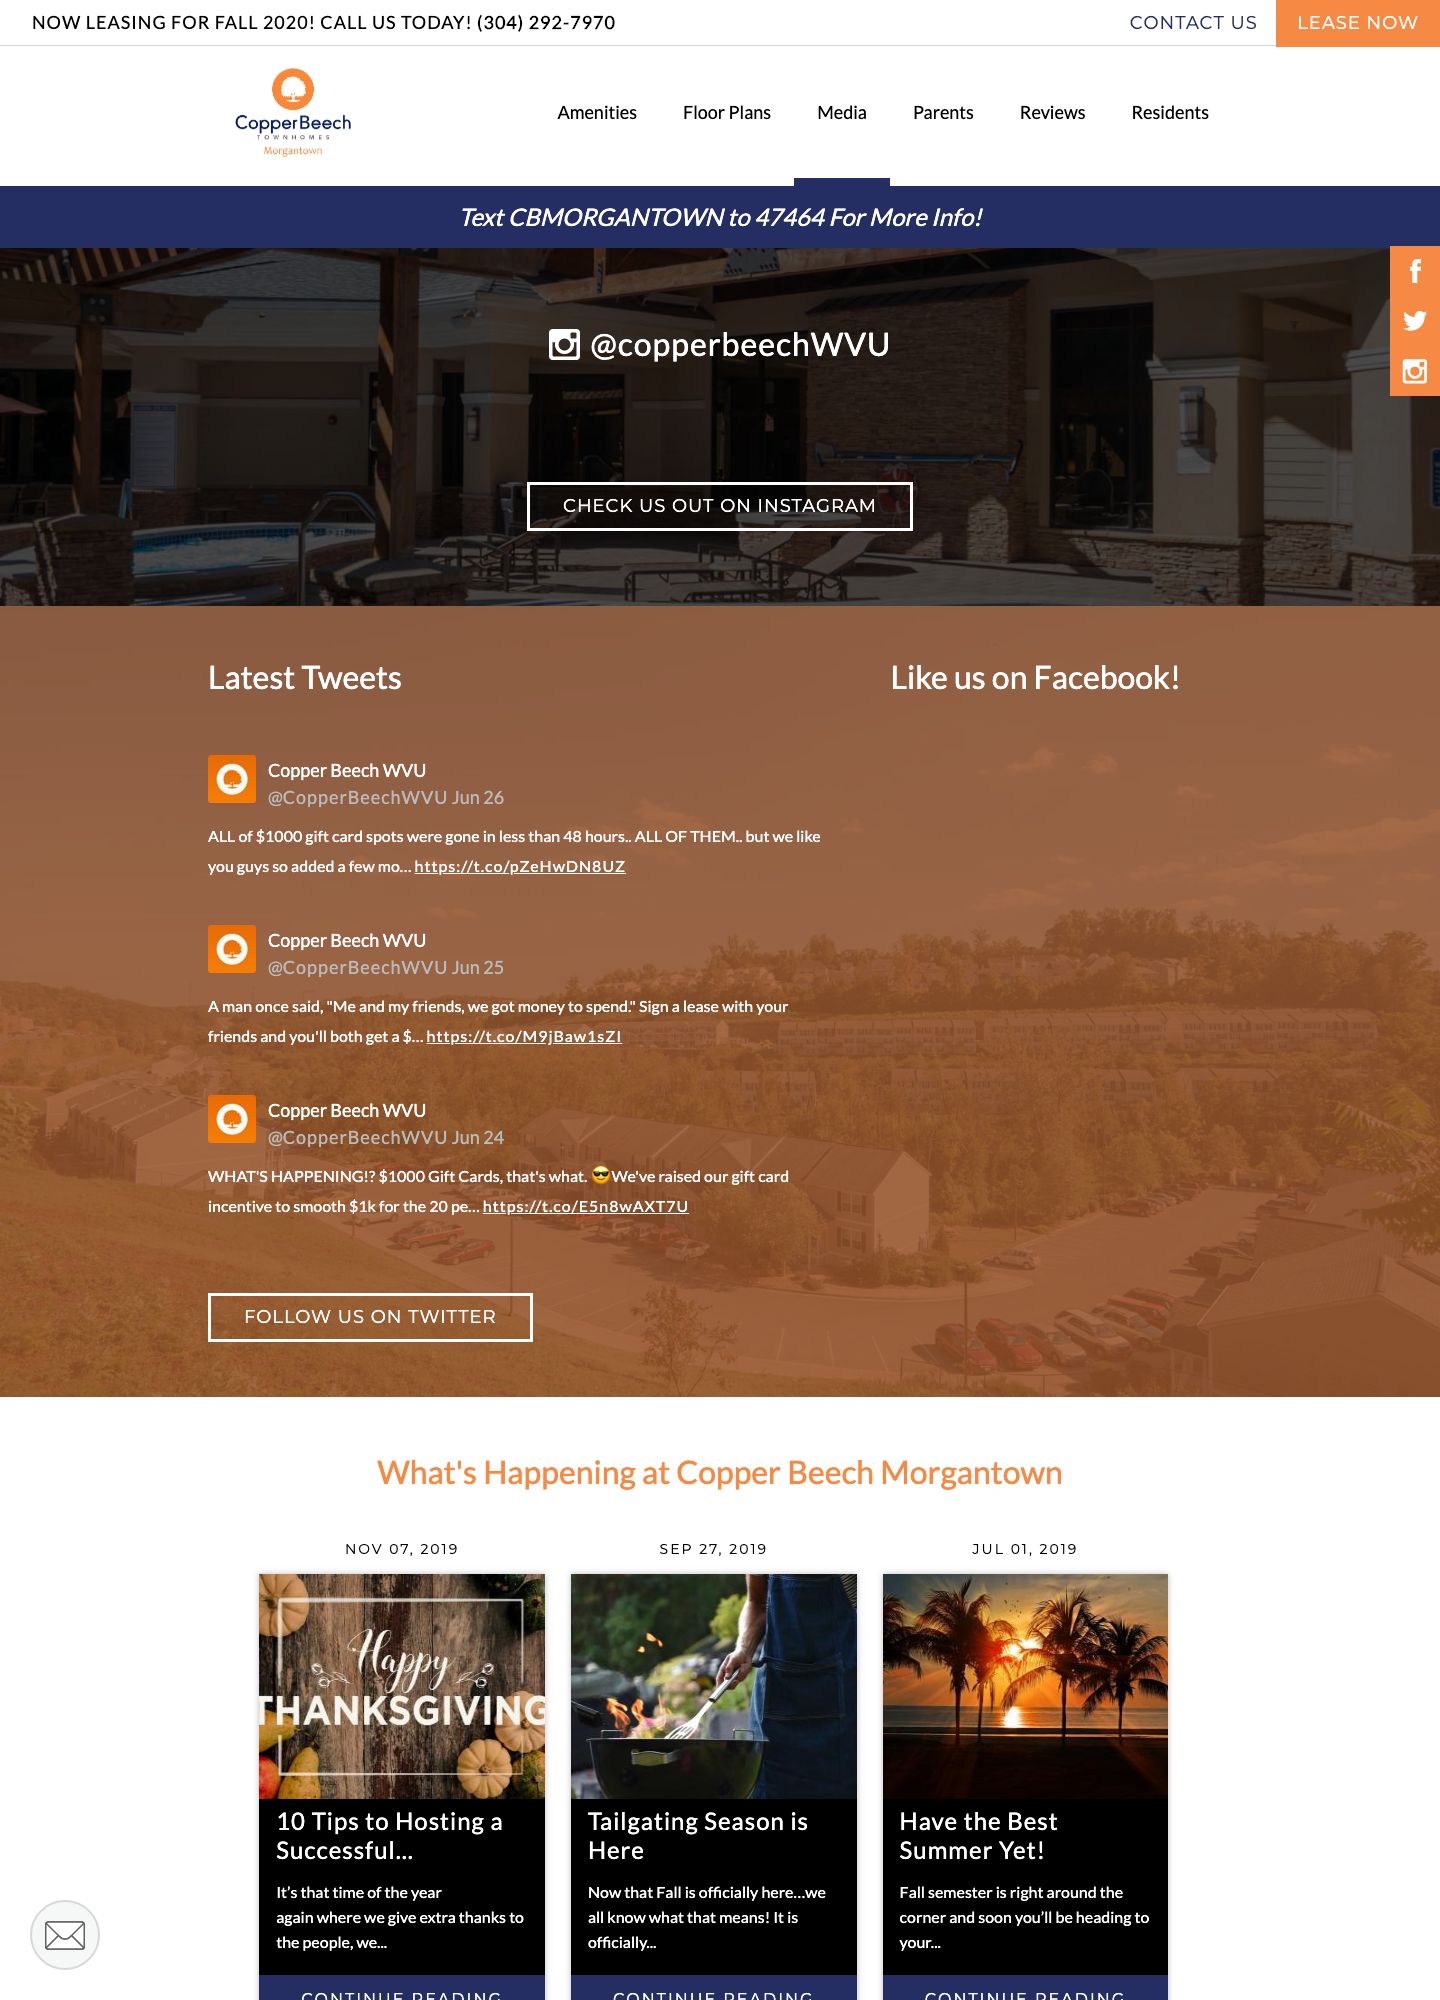 NOW LEASING FOR FALL 2020! CALL US TODAY! (304) 292-7970
CONTACT US
LEASE NOW
CopperBeech
TOWNHOMES
Morgantown
Amenities
Floor Plans
Media
Parents
Reviews
Residents
Text CBMORGANTOWN to 47464 For More Info!
@copperbeechWVU
CHECK US OUT ON INSTAGRAM
Latest Tweets
Copper Beech WVU
@CopperBeechWVU Jun 26
ALL of $1000 gift card spots were gone in less than 48 hours.. ALL OF THEM.. but we like
you guys so added a few mo... https://t.co/pZeHwDN8UZ
Copper Beech WVU
@CopperBeechWVU Jun 25
A man once said, "Me and my friends, we got money to spend." Sign a lease with your
friends and you'll both get a $... https://t.co/M9jBaw1sZI
Copper Beech WVU
@CopperBeechWVU Jun 24
WHAT'S HAPPENING!? $1000 Gift Cards, that's what. 😎We've raised our gift card
incentive to smooth $1k for the 20 pe... https://t.co/E5n8wAXT7U
FOLLOW US ON TWITTER
Like us on Facebook!
What's Happening at Copper Beech Morgantown
NOV 07, 2019
Happy
THANKSGIVING
10 Tips to Hosting a
Successful...
It’s that time of the year
again where we give extra thanks to
the people, we...
CONTINUE READING
SEP 27, 2019
Tailgating Season is
Here
Now that Fall is officially here…we
all know what that means! It is
officially...
CONTINUE READING
JUL 01, 2019
Have the Best
Summer Yet!
Fall semester is right around the
corner and soon you’ll be heading to
your...
CONTINUE READING